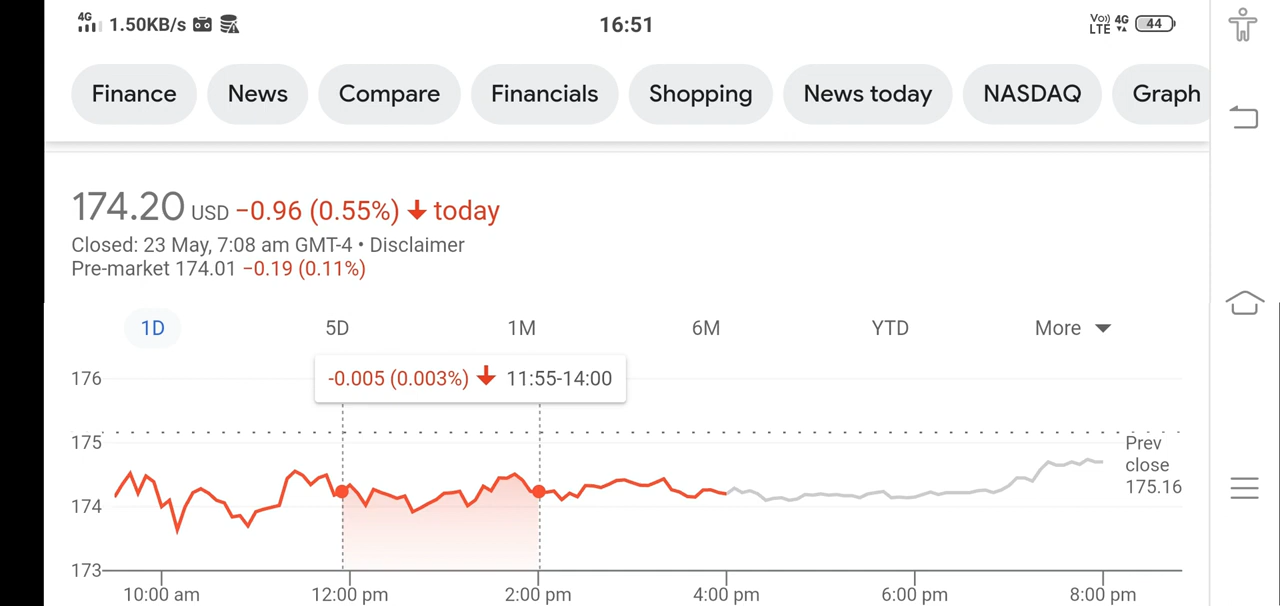 4G 1.50KB/s 16:51 Vo) LTE 4G 44
Finance News Compare Financials Shopping News today NASDAQ Graph
174.20 USD −0.96 (0.55%) today
Closed: 23 May, 7:08 am GMT-4 • Disclaimer
Pre-market 174.01 −0.19 (0.11%)
1D 5D 1M 6M YTD More
-0.005 (0.003%) 11:55-14:00
176
175
174
173
Prev
close
175.16
10:00 am 12:00 pm 2:00 pm 4:00 pm 6:00 pm 8:00 pm